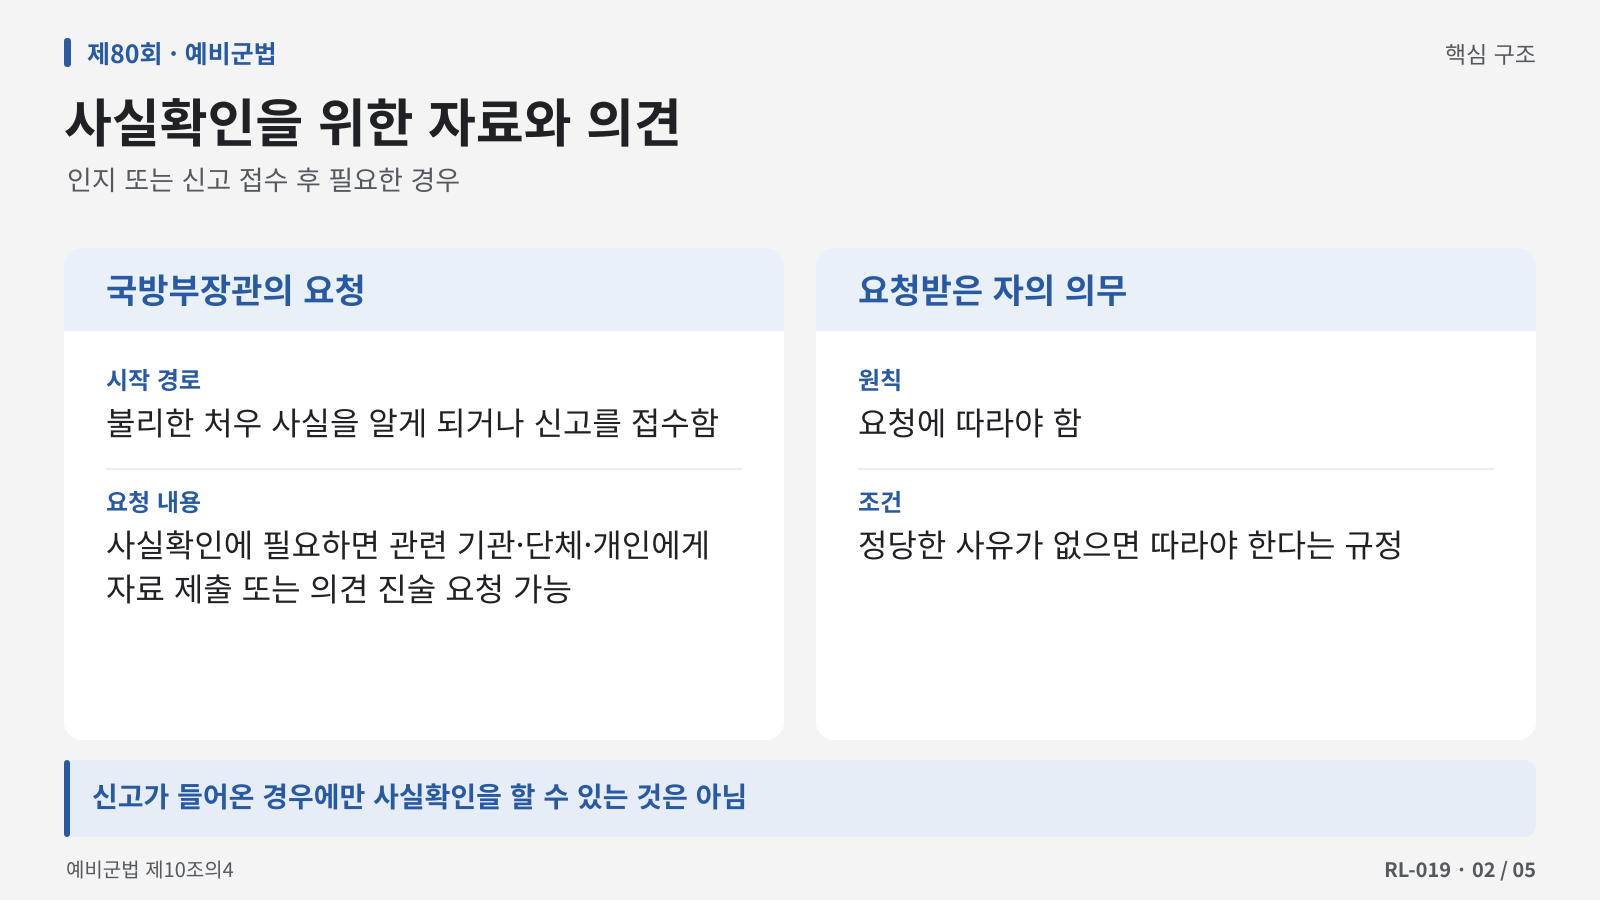 제80회 · 예비군법
핵심 구조
사실확인을 위한 자료와 의견
인지 또는 신고 접수 후 필요한 경우
국방부장관의 요청
시작 경로
불리한 처우 사실을 알게 되거나 신고를 접수함
요청 내용
사실확인에 필요하면 관련 기관·단체·개인에게
자료 제출 또는 의견 진술 요청 가능
요청받은 자의 의무
원칙
요청에 따라야 함
조건
정당한 사유가 없으면 따라야 한다는 규정
신고가 들어온 경우에만 사실확인을 할 수 있는 것은 아님
예비군법 제10조의4
RL-019 · 02 / 05